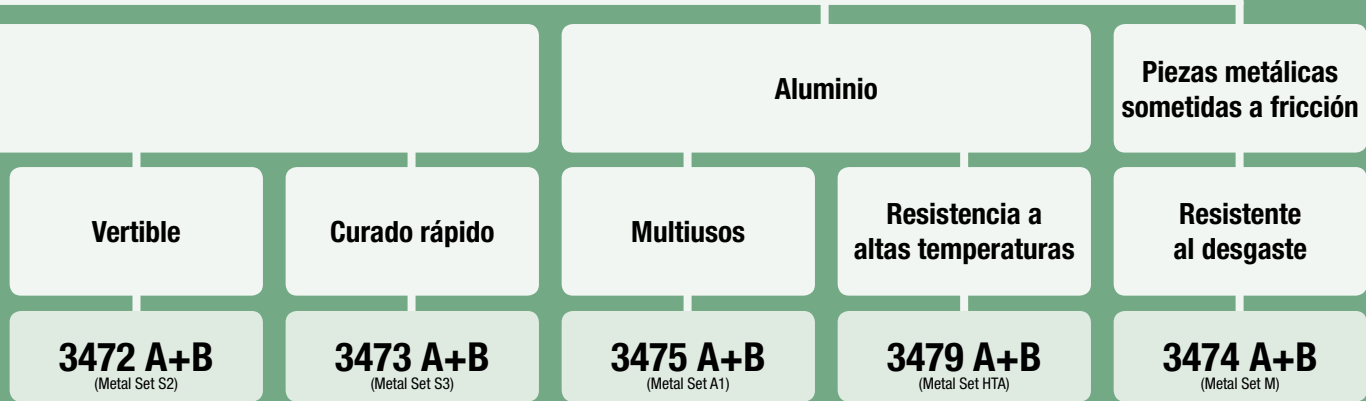 Aluminio
Piezas metálicas
sometidas a fricción
Vertible
Curado rápido
Multiusos
Resistencia a
altas temperaturas
Resistente
al desgaste
3472 A+B
(Metal Set S2)
3473 A+B
(Metal Set S3)
3475 A+B
(Metal Set A1)
3479 A+B
(Metal Set HTA)
3474 A+B
(Metal Set M)